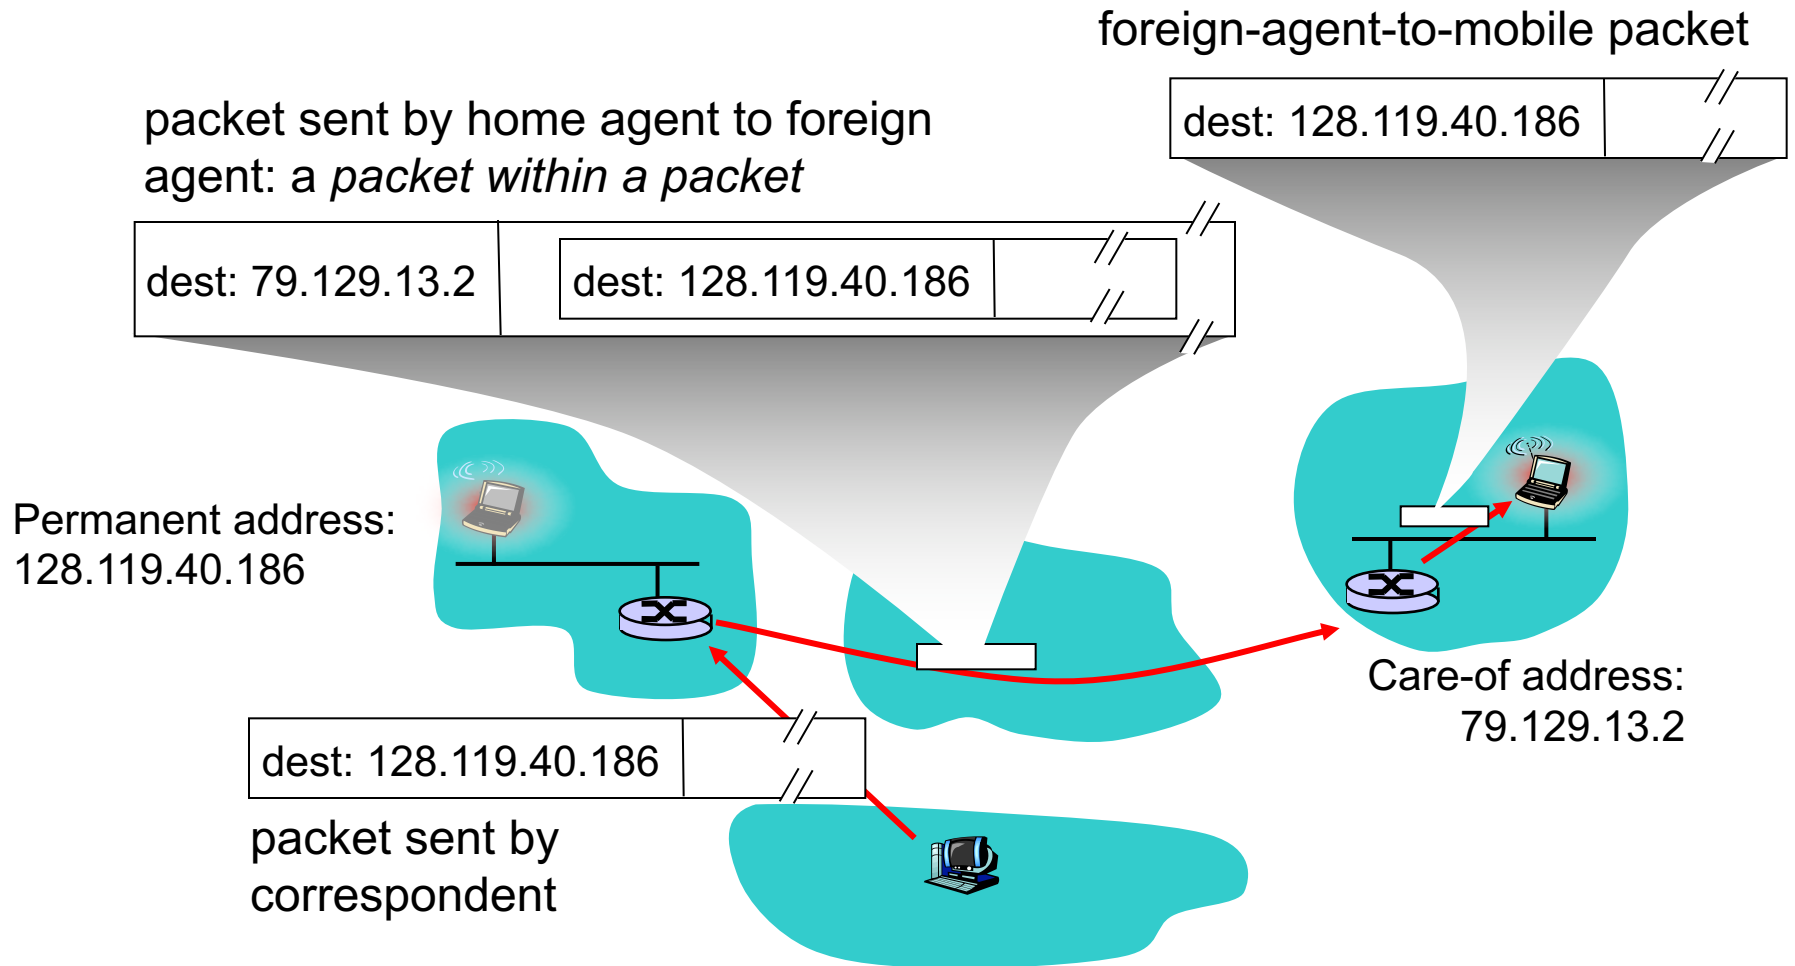 foreign-agent-to-mobile packet
dest: 128.119.40.186
packet sent by home agent to foreign
agent: a packet within a packet
dest: 79.129.13.2
dest: 128.119.40.186
Permanent address:
128.119.40.186
Care-of address:
79.129.13.2
dest: 128.119.40.186
packet sent by
correspondent